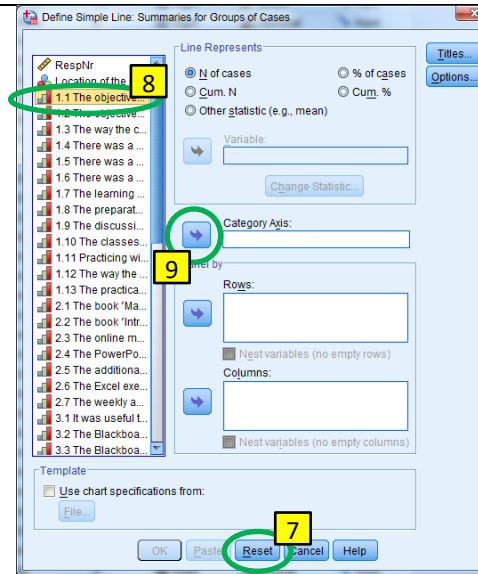 Define Simple Line: Summaries for Groups of Cases
RespNr
Location of the
8
1.1 The objective...
1.2 The objective...
1.3 The way the c...
1.4 There was a ...
1.5 There was a ...
1.6 There was a ...
1.7 The learning ...
1.8 The preparat...
1.9 The discussi...
1.10 The classes...
1.11 Practicing wi...
1.12 The way the ...
1.13 The practica...
2.1 The book 'Ma...
2.2 The book 'Intr...
2.3 The online m...
2.4 The PowerPo...
2.5 The additiona...
2.6 The Excel exe...
2.7 The weekly a...
3.1 It was useful t...
3.2 The Blackboa...
3.3 The Blackboa...
Line Represents
N of cases
% of cases
Cum. N
Cum. %
Other statistic (e.g., mean)
Variable:
Change Statistic...
Category Axis:
9
by
Rows:
Nest variables (no empty rows)
Columns:
Nest variables (no empty columns)
Titles...
Options...
Template
Use chart specifications from:
File...
7
OK
Paste
Reset
Cancel
Help